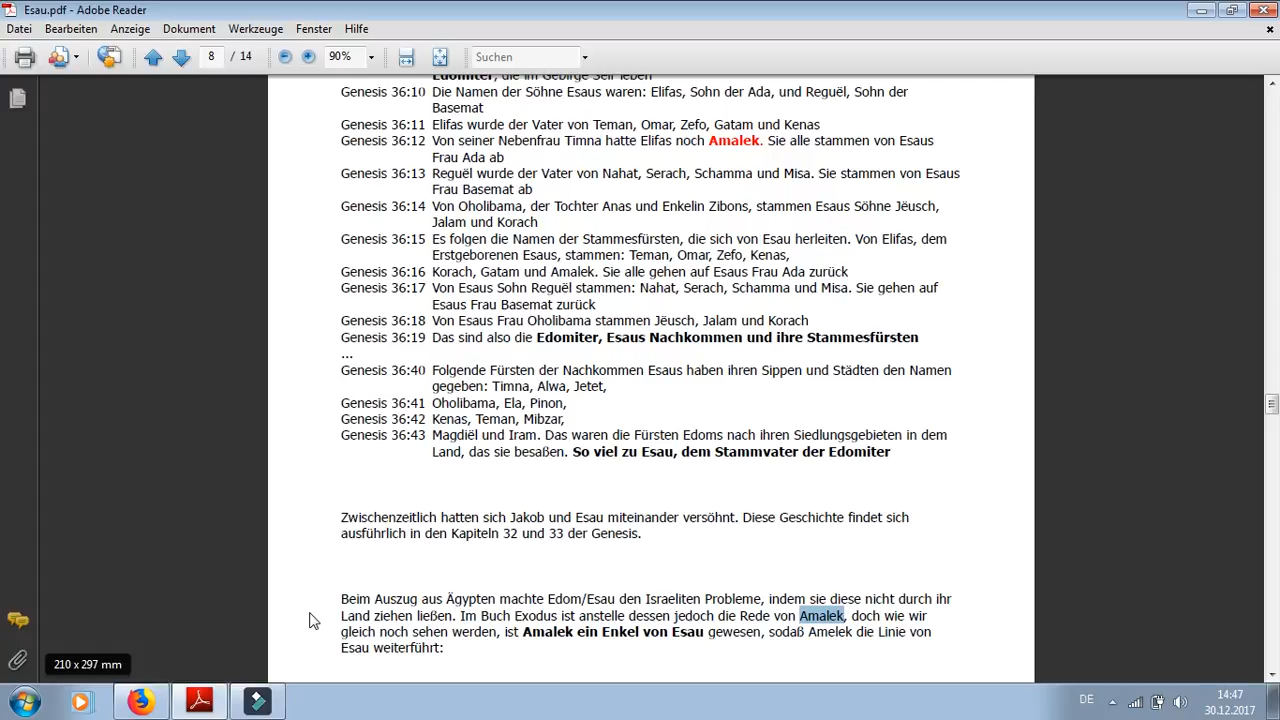 Esau.pdf - Adobe Reader
Datei Bearbeiten Anzeige Dokument Werkzeuge Fenster Hilfe
8 / 14 90% Suchen
Edomiter, die im Gebirge Seïr leben
Genesis 36:10 Die Namen der Söhne Esaus waren: Elifas, Sohn der Ada, und Reguël, Sohn der
Basemat
Genesis 36:11 Elifas wurde der Vater von Teman, Omar, Zefo, Gatam und Kenas
Genesis 36:12 Von seiner Nebenfrau Timna hatte Elifas noch Amalek. Sie alle stammen von Esaus
Frau Ada ab
Genesis 36:13 Reguël wurde der Vater von Nahat, Serach, Schamma und Misa. Sie stammen von Esaus
Frau Basemat ab
Genesis 36:14 Von Oholibama, der Tochter Anas und Enkelin Zibons, stammen Esaus Söhne Jëusch,
Jalam und Korach
Genesis 36:15 Es folgen die Namen der Stammesfürsten, die sich von Esau herleiten. Von Elifas, dem
Erstgeborenen Esaus, stammen: Teman, Omar, Zefo, Kenas,
Genesis 36:16 Korach, Gatam und Amalek. Sie alle gehen auf Esaus Frau Ada zurück
Genesis 36:17 Von Esaus Sohn Reguël stammen: Nahat, Serach, Schamma und Misa. Sie gehen auf
Esaus Frau Basemat zurück
Genesis 36:18 Von Esaus Frau Oholibama stammen Jëusch, Jalam und Korach
Genesis 36:19 Das sind also die Edomiter, Esaus Nachkommen und ihre Stammesfürsten
...
Genesis 36:40 Folgende Fürsten der Nachkommen Esaus haben ihren Sippen und Städten den Namen
gegeben: Timna, Alwa, Jetet,
Genesis 36:41 Oholibama, Ela, Pinon,
Genesis 36:42 Kenas, Teman, Mibzar,
Genesis 36:43 Magdiël und Iram. Das waren die Fürsten Edoms nach ihren Siedlungsgebieten in dem
Land, das sie besaßen. So viel zu Esau, dem Stammvater der Edomiter
Zwischenzeitlich hatten sich Jakob und Esau miteinander versöhnt. Diese Geschichte findet sich
ausführlich in den Kapiteln 32 und 33 der Genesis.
Beim Auszug aus Ägypten machte Edom/Esau den Israeliten Probleme, indem sie diese nicht durch ihr
Land ziehen ließen. Im Buch Exodus ist anstelle dessen jedoch die Rede von Amalek, doch wie wir
gleich noch sehen werden, ist Amalek ein Enkel von Esau gewesen, sodaß Amelek die Linie von
Esau weiterführt:
210 x 297 mm
DE 14:47
30.12.2017